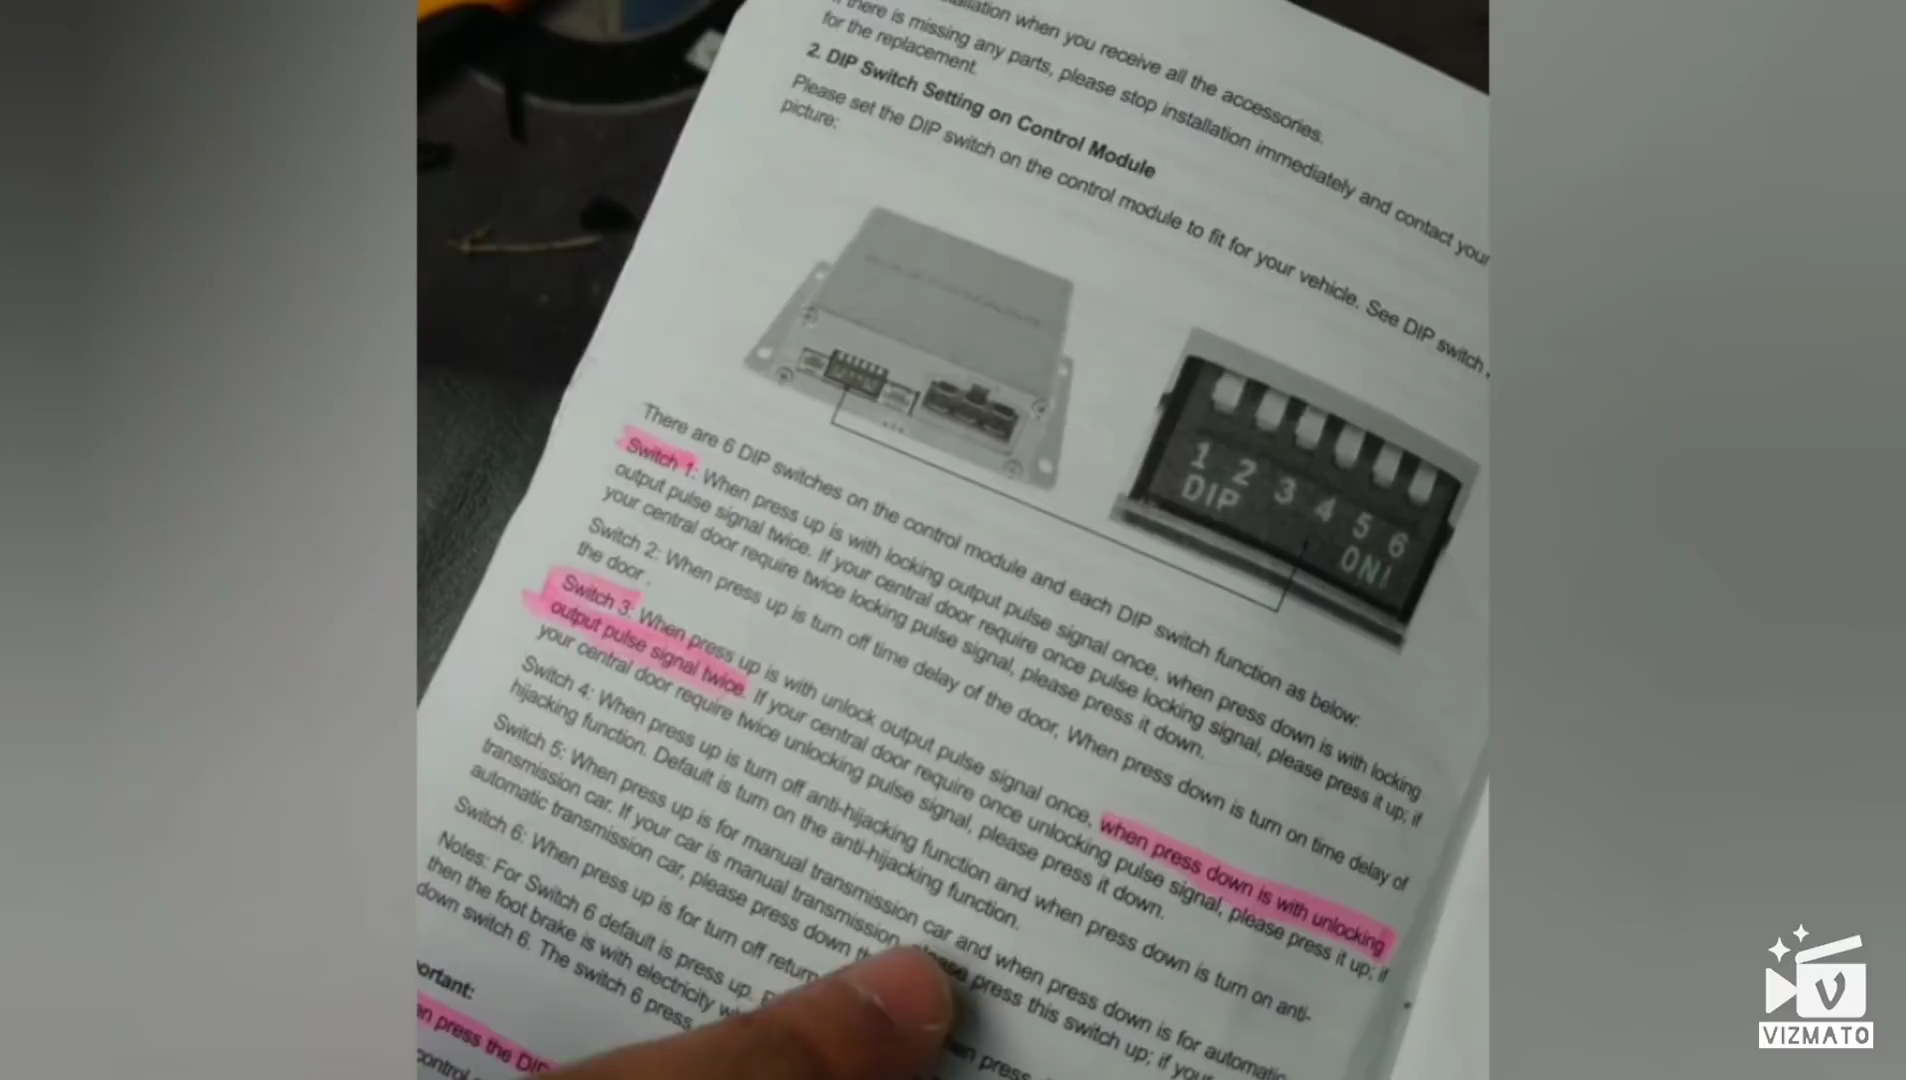 installation when you receive all the accessories.
If there is missing any parts, please stop installation immediately and contact your
for the replacement.
2. DIP Switch Setting on Control Module
Please set the DIP switch on the control module to fit for your vehicle. See DIP switch
picture:
1 2 3 4 5 6
DIP ON!
There are 6 DIP switches on the control module and each DIP switch function as below:
Switch 1: When press up is with locking output pulse signal once, when press down is with locking
output pulse signal twice. If your central door require once pulse locking signal, please press it up; if
your central door require twice locking pulse signal, please press it down.
Switch 2: When press up is turn off time delay of the door, When press down is turn on time delay of
the door.
Switch 3: When press up is with unlock output pulse signal once, when press down is with unlocking
output pulse signal twice. If your central door require once unlocking pulse signal, please press it up; if
your central door require twice unlocking pulse signal, please press it down.
Switch 4: When press up is turn off anti-hijacking function and when press down is turn on anti-
hijacking function. Default is turn on the anti-hijacking function.
Switch 5: When press up is for manual transmission car and when press down is for automatic
transmission car. If your car is manual transmission, please press this switch up; if your
automatic transmission car, please press down
Switch 6: When press up is for turn off return
Notes: For Switch 6 default is press up.
then the foot brake is with electricity
down switch 6. The switch 6 press
press the DIP
VIZMATO